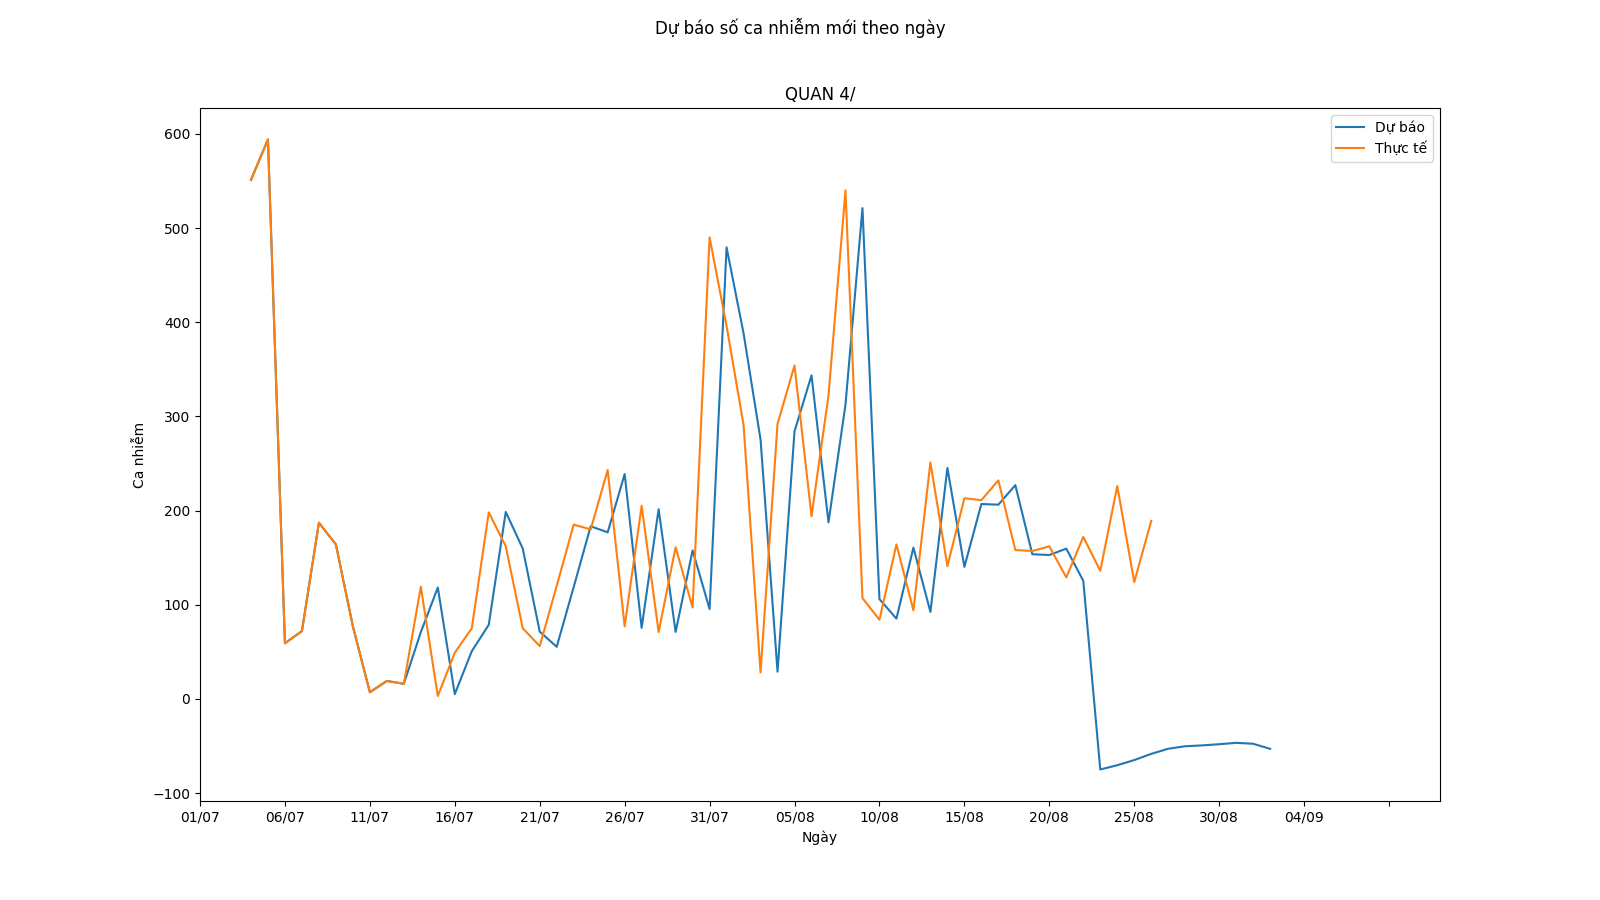 Dự báo số ca nhiễm mới theo ngày
QUAN 4/
Dự báo
Thực tế
600
500
400
300
200
100
0
−100
Ca nhiễm
01/07 06/07 11/07 16/07 21/07 26/07 31/07 05/08 10/08 15/08 20/08 25/08 30/08 04/09
Ngày